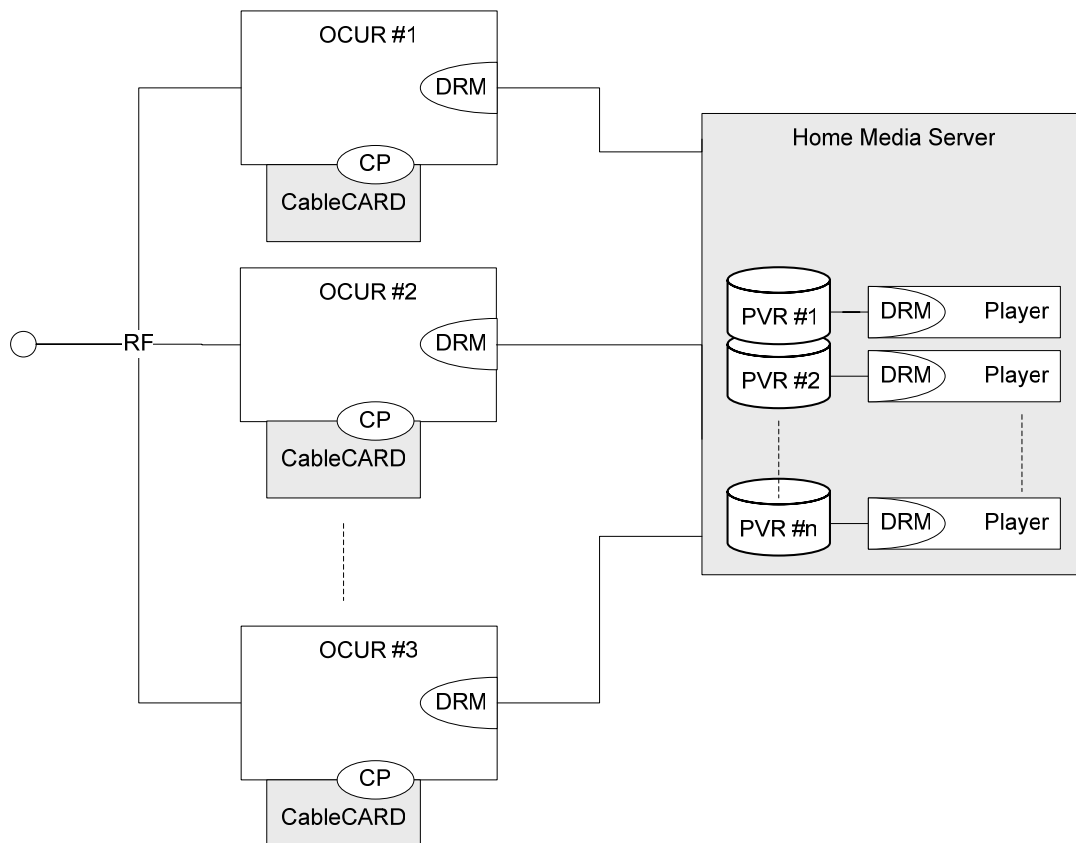 OCUR #1
DRM
CP
CableCARD
Home Media Server
OCUR #2
DRM
CP
CableCARD
RF
PVR #1
DRM
Player
PVR #2
DRM
Player
PVR #n
DRM
Player
OCUR #3
DRM
CP
CableCARD